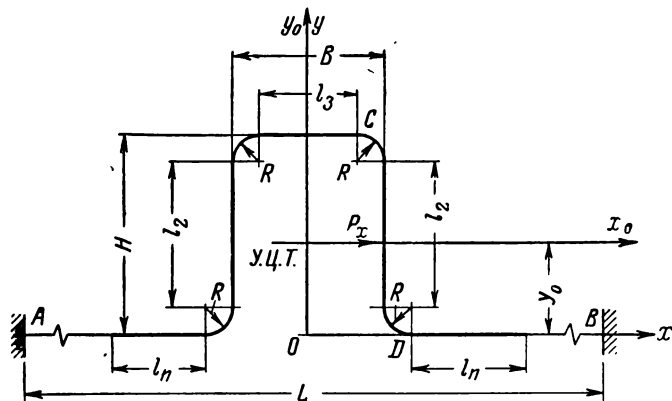 y₀ y
B
l₃
C
R R
H l₂ l₂
Pₓ x₀
У.Ц.Т.
y₀
R R
A B
O D x
lₙ lₙ
L